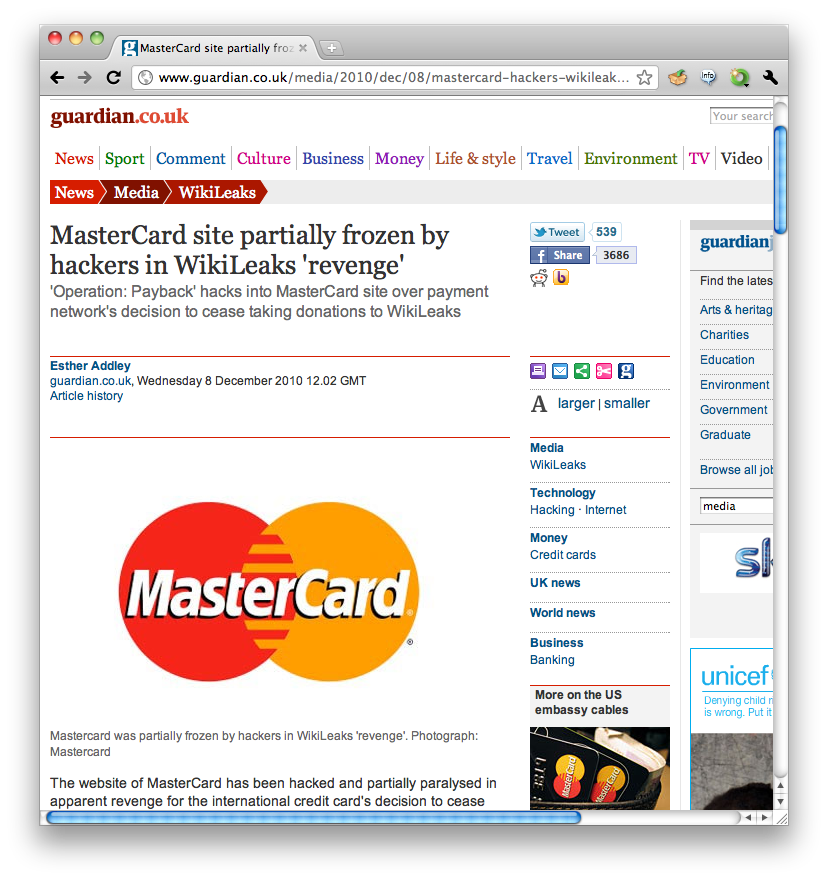 MasterCard site partially froz
www.guardian.co.uk/media/2010/dec/08/mastercard-hackers-wikileak...
guardian.co.uk
Your search
News Sport Comment Culture Business Money Life & style Travel Environment TV Video
News Media WikiLeaks
MasterCard site partially frozen by
hackers in WikiLeaks 'revenge'
'Operation: Payback' hacks into MasterCard site over payment
network's decision to cease taking donations to WikiLeaks
Tweet 539
Share 3686
Esther Addley
guardian.co.uk, Wednesday 8 December 2010 12.02 GMT
Article history
A larger | smaller
MasterCard
Mastercard was partially frozen by hackers in WikiLeaks 'revenge'. Photograph:
Mastercard
The website of MasterCard has been hacked and partially paralysed in
apparent revenge for the international credit card's decision to cease
Media
WikiLeaks
Technology
Hacking · Internet
Money
Credit cards
UK news
World news
Business
Banking
More on the US
embassy cables
MasterCard
guardianj
Find the lates
Arts & heritag
Charities
Education
Environment
Government
Graduate
Browse all job
media
sk
unicef
Denying child r
is wrong. Put it